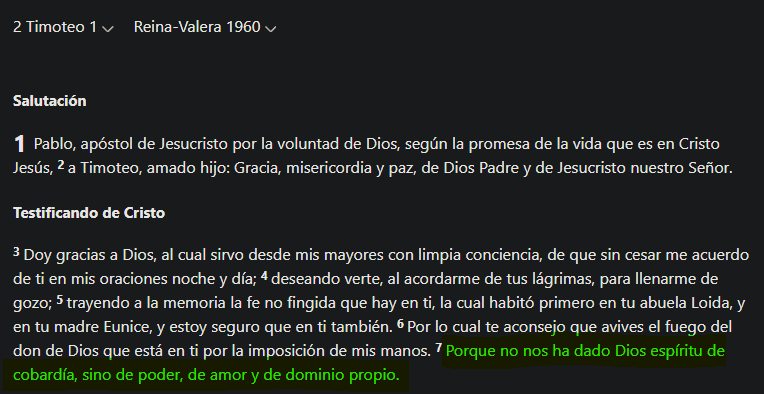 2 Timoteo 1 Reina-Valera 1960
Salutación
1 Pablo, apóstol de Jesucristo por la voluntad de Dios, según la promesa de la vida que es en Cristo
Jesús, 2 a Timoteo, amado hijo: Gracia, misericordia y paz, de Dios Padre y de Jesucristo nuestro Señor.
Testificando de Cristo
3 Doy gracias a Dios, al cual sirvo desde mis mayores con limpia conciencia, de que sin cesar me acuerdo
de ti en mis oraciones noche y día; 4 deseando verte, al acordarme de tus lágrimas, para llenarme de
gozo; 5 trayendo a la memoria la fe no fingida que hay en ti, la cual habitó primero en tu abuela Loida, y
en tu madre Eunice, y estoy seguro que en ti también. 6 Por lo cual te aconsejo que avives el fuego del
don de Dios que está en ti por la imposición de mis manos. 7 Porque no nos ha dado Dios espíritu de
cobardía, sino de poder, de amor y de dominio propio.